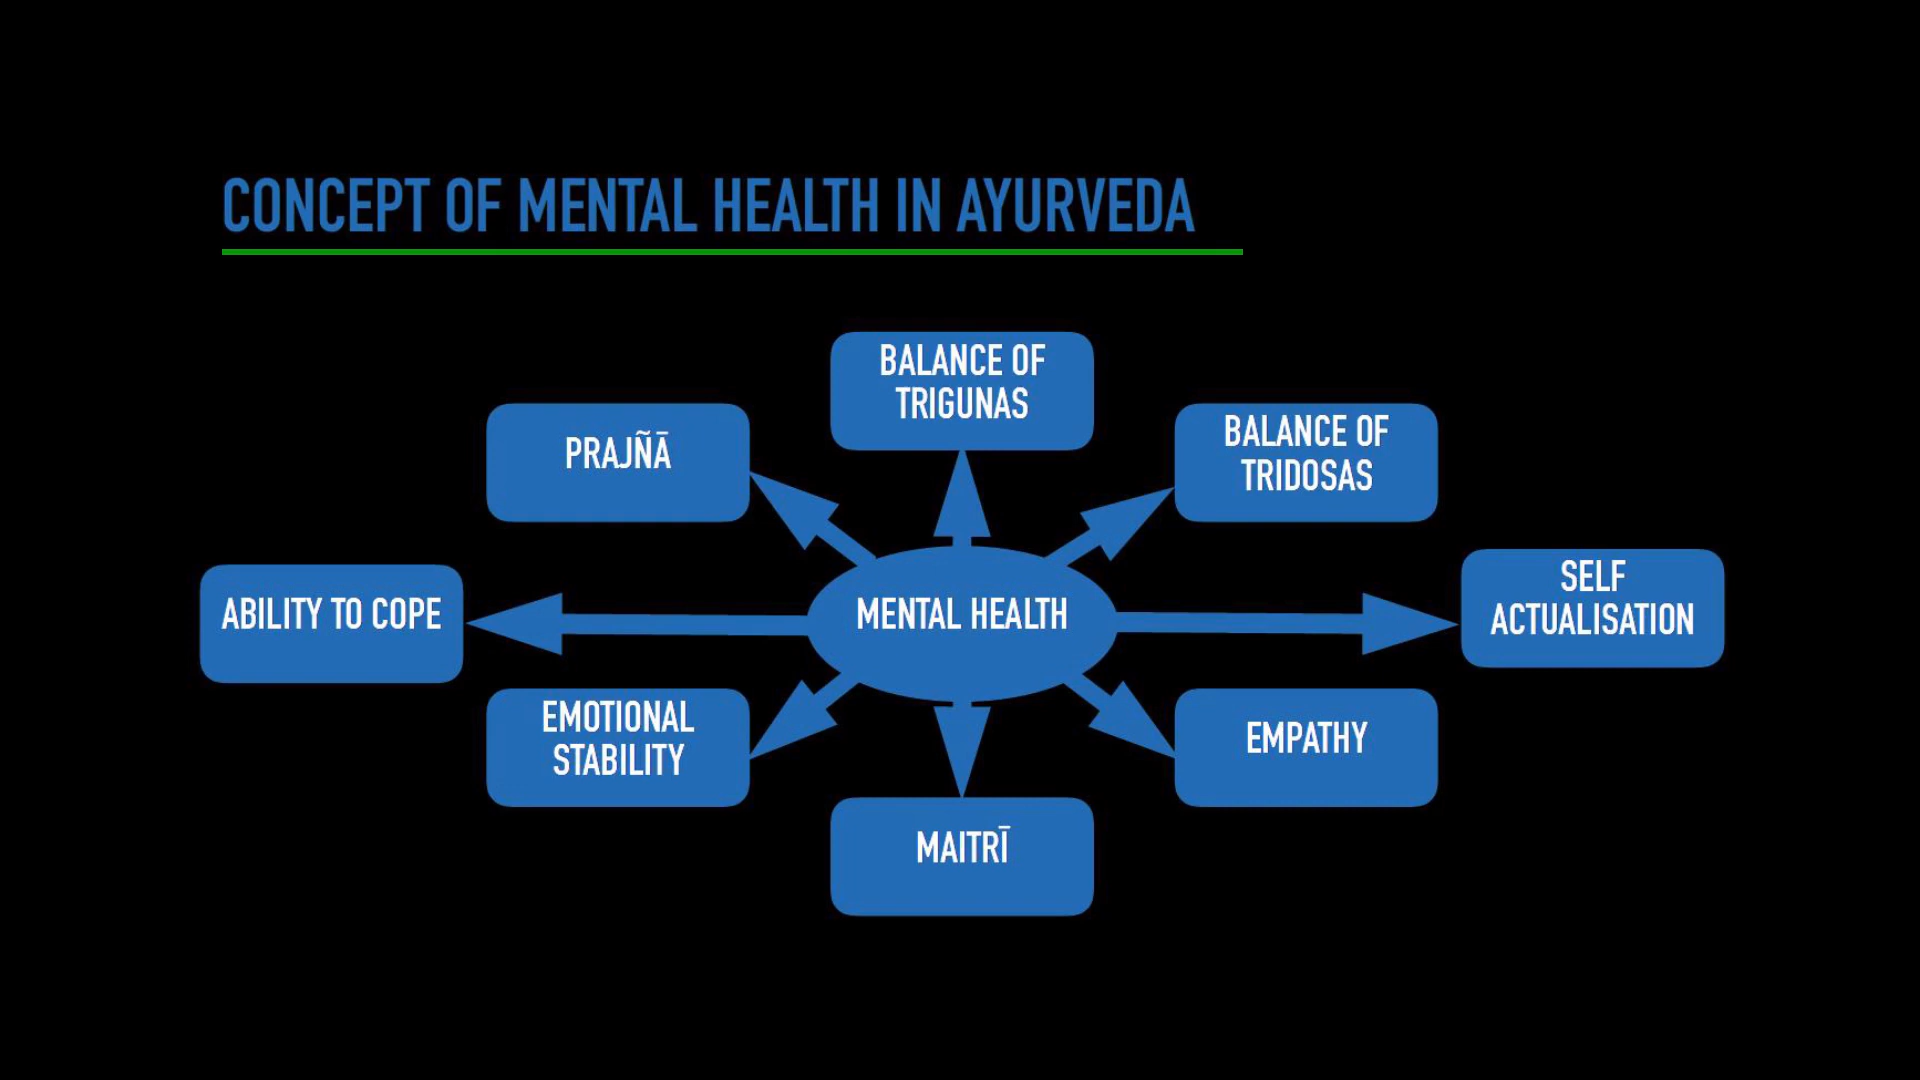 CONCEPT OF MENTAL HEALTH IN AYURVEDA
BALANCE OF
TRIGUNAS
PRAJÑĀ
BALANCE OF
TRIDOSAS
ABILITY TO COPE
MENTAL HEALTH
SELF
ACTUALISATION
EMOTIONAL
STABILITY
EMPATHY
MAITRĪ